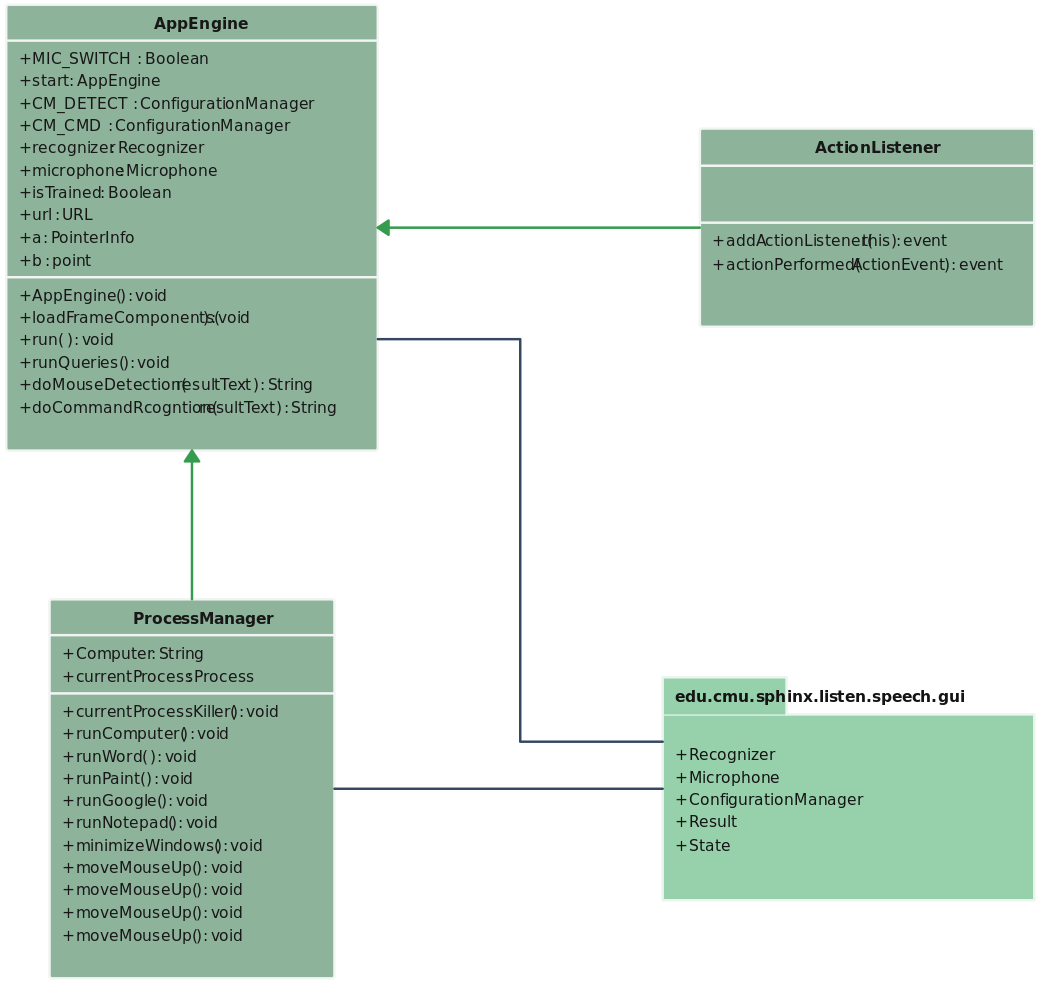 AppEngine
+MIC_SWITCH : Boolean
+start: AppEngine
+CM_DETECT : ConfigurationManager
+CM_CMD : ConfigurationManager
+recognizer: Recognizer
+microphone: Microphone
+isTrained: Boolean
+url : URL
+a : PointerInfo
+b : point
+AppEngine() : void
+loadFrameComponents() : void
+run( ) : void
+runQueries() : void
+doMouseDetection(resultText) : String
+doCommandRcogntion(resultText) : String
ActionListener
+addActionListener(this) : event
+actionPerformed(ActionEvent) : event
ProcessManager
+Computer: String
+currentProcess: Process
+currentProcessKiller() : void
+runComputer() : void
+runWord( ) : void
+runPaint() : void
+runGoogle() : void
+runNotepad() : void
+minimizeWindows() : void
+moveMouseUp() : void
+moveMouseUp() : void
+moveMouseUp() : void
+moveMouseUp() : void
edu.cmu.sphinx.listen.speech.gui
+Recognizer
+Microphone
+ConfigurationManager
+Result
+State